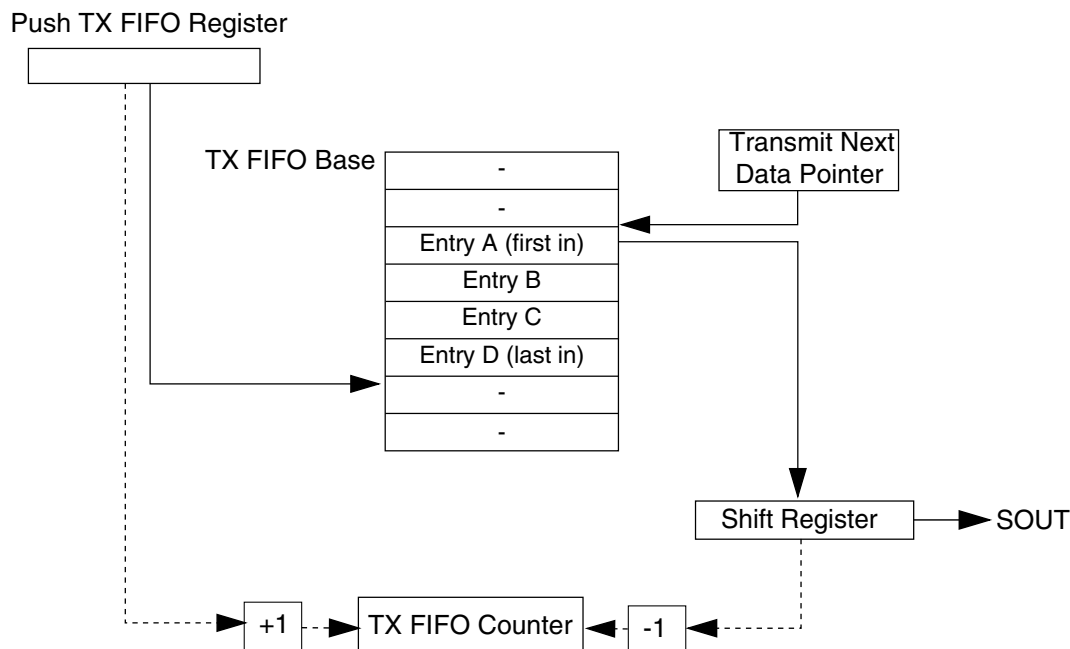 Push TX FIFO Register
TX FIFO Base
-
-
Entry A (first in)
Entry B
Entry C
Entry D (last in)
-
-
Transmit Next
Data Pointer
Shift Register
SOUT
+1
TX FIFO Counter
-1